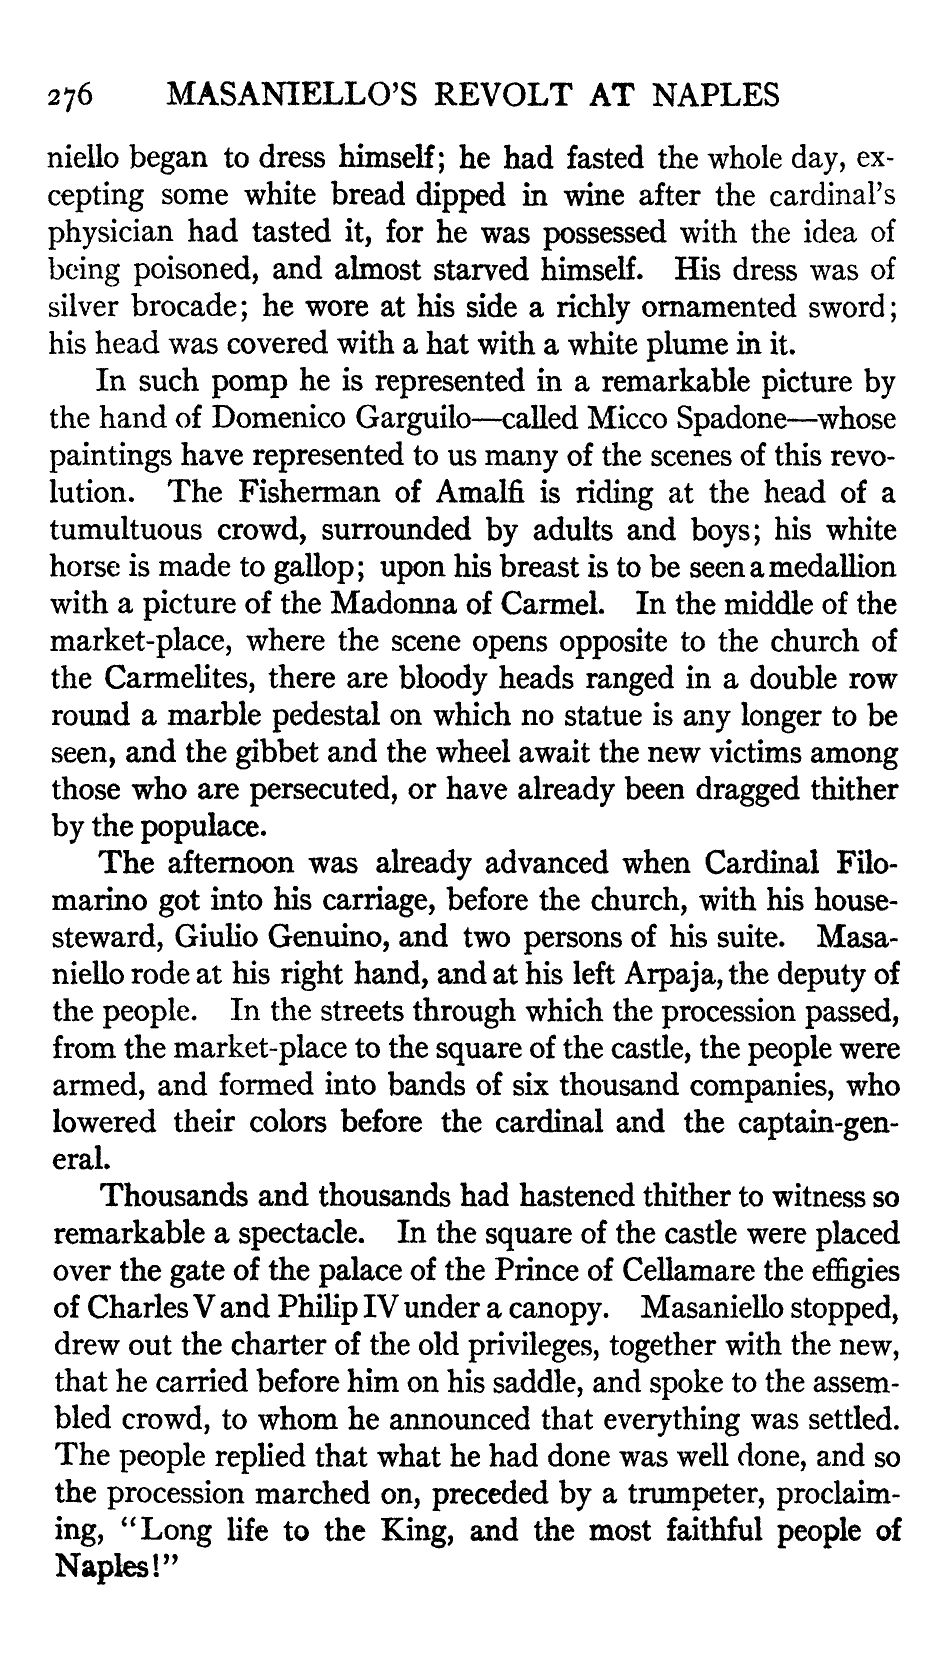 276 MASANIELLO'S REVOLT AT NAPLES
niello began to dress himself; he had fasted the whole day, ex-
cepting some white bread dipped in wine after the cardinal's
physician had tasted it, for he was possessed with the idea of
being poisoned, and almost starved himself. His dress was of
silver brocade; he wore at his side a richly ornamented sword;
his head was covered with a hat with a white plume in it.
In such pomp he is represented in a remarkable picture by
the hand of Domenico Garguilo—called Micco Spadone—whose
paintings have represented to us many of the scenes of this revo-
lution. The Fisherman of Amalfi is riding at the head of a
tumultuous crowd, surrounded by adults and boys; his white
horse is made to gallop; upon his breast is to be seen a medallion
with a picture of the Madonna of Carmel. In the middle of the
market-place, where the scene opens opposite to the church of
the Carmelites, there are bloody heads ranged in a double row
round a marble pedestal on which no statue is any longer to be
seen, and the gibbet and the wheel await the new victims among
those who are persecuted, or have already been dragged thither
by the populace.
The afternoon was already advanced when Cardinal Filo-
marino got into his carriage, before the church, with his house-
steward, Giulio Genuino, and two persons of his suite. Masa-
niello rode at his right hand, and at his left Arpaja, the deputy of
the people. In the streets through which the procession passed,
from the market-place to the square of the castle, the people were
armed, and formed into bands of six thousand companies, who
lowered their colors before the cardinal and the captain-gen-
eral.
Thousands and thousands had hastened thither to witness so
remarkable a spectacle. In the square of the castle were placed
over the gate of the palace of the Prince of Cellamare the effigies
of Charles V and Philip IV under a canopy. Masaniello stopped,
drew out the charter of the old privileges, together with the new,
that he carried before him on his saddle, and spoke to the assem-
bled crowd, to whom he announced that everything was settled.
The people replied that what he had done was well done, and so
the procession marched on, preceded by a trumpeter, proclaim-
ing, "Long life to the King, and the most faithful people of
Naples!"